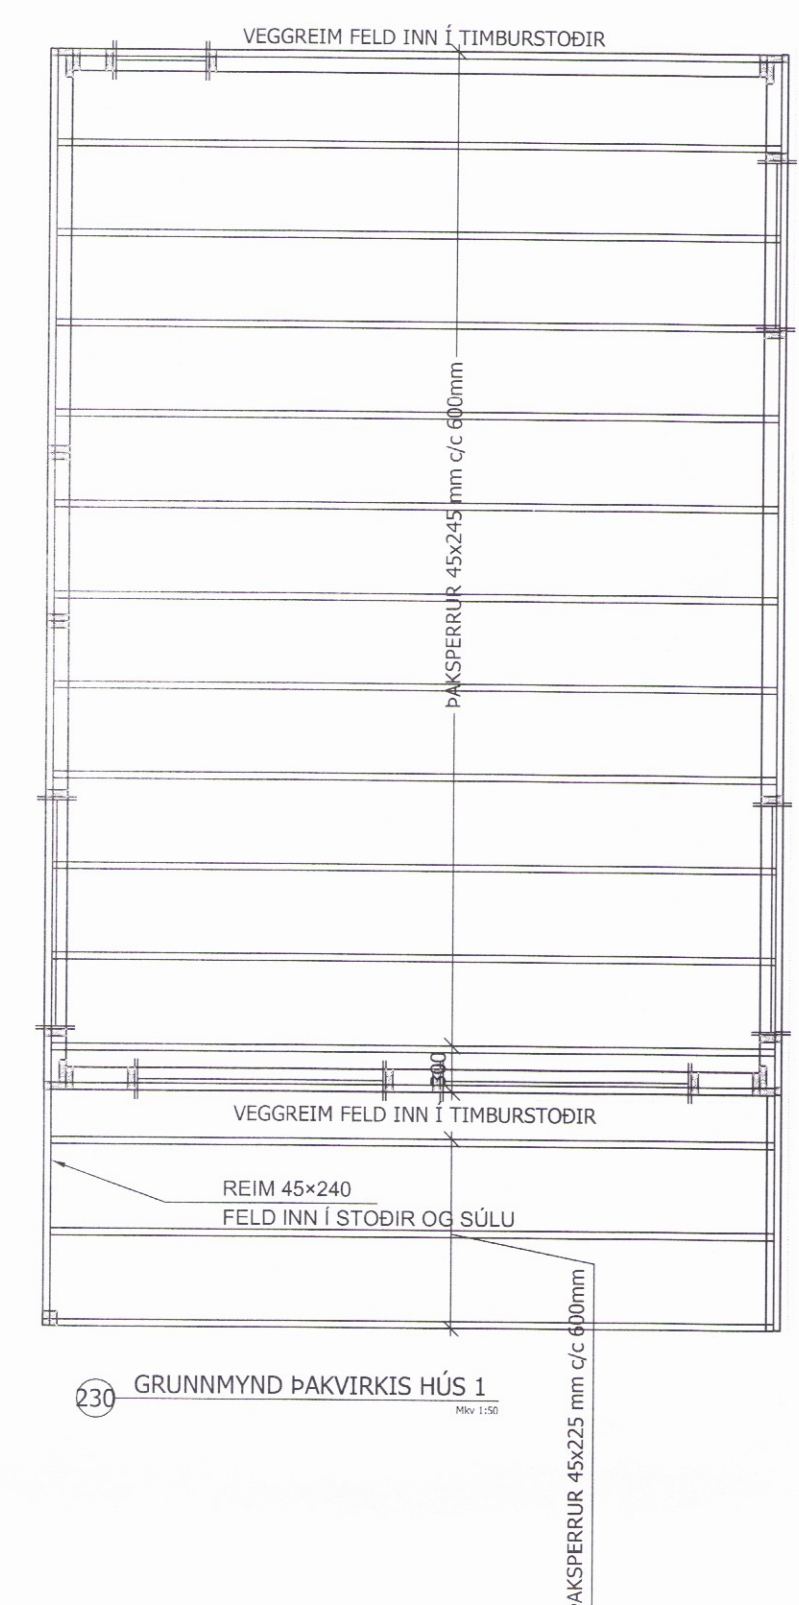 VEGGREIM FELD INN Í TIMBURSTOÐIR
ÞAKSPERRUR 45x245 mm c/c 600mm
300
VEGGREIM FELD INN Í TIMBURSTOÐIR
REIM 45×240
FELD INN Í STOÐIR OG SÚLU
ÞAKSPERRUR 45x225 mm c/c 600mm
230 GRUNNMYND ÞAKVIRKIS HÚS 1
Mkv 1:50